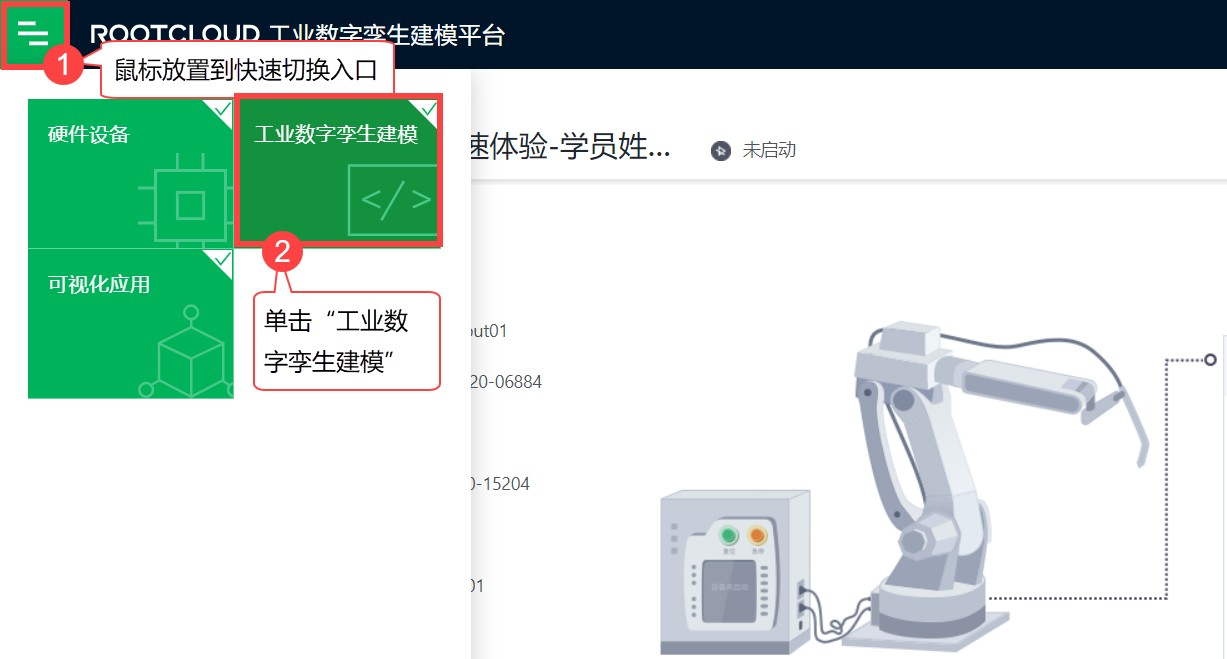 ROOTCLOUD 工业数字孪生建模平台
1
鼠标放置到快速切换入口
硬件设备
工业数字孪生建模
速体验-学员姓...
未启动
</>
2
可视化应用
单击“工业数
字孪生建模”
out01
20-06884
0-15204
01